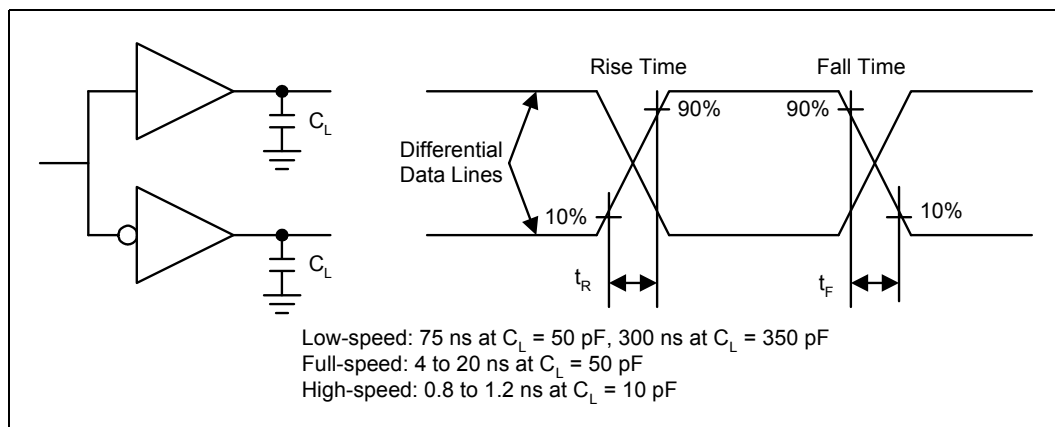 Rise Time
Fall Time
90%
90%
C_L
Differential
Data Lines
10%
10%
C_L
t_R
t_F
Low-speed: 75 ns at C_L = 50 pF, 300 ns at C_L = 350 pF
Full-speed: 4 to 20 ns at C_L = 50 pF
High-speed: 0.8 to 1.2 ns at C_L = 10 pF